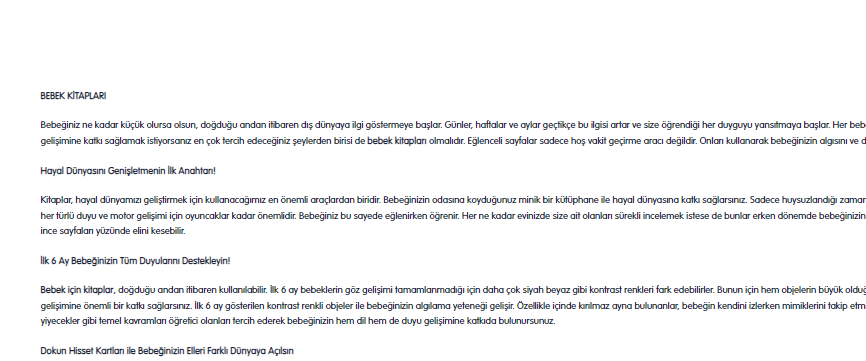 BEBEK KİTAPLARI
Bebeğiniz ne kadar küçük olursa olsun, doğduğu andan itibaren dış dünyaya ilgi göstermeye başlar. Günler, haftalar ve aylar geçtikçe bu ilgisi artar ve size öğrendiği her duyguyu yansıtmaya başlar. Her
gelişimine katkı sağlamak istiyorsanız en çok tercih edeceğiniz şeylerden birisi de bebek kitapları olmalıdır. Eğlenceli sayfalar sadece hoş vakit geçirme aracı değildir. Onları kullanarak bebeğinizin algısını ve
Hayal Dünyasını Genişletmenin İlk Anahtarı!
Kitaplar, hayal dünyamızı geliştirmek için kullanacağımız en önemli araçlardan biridir. Bebeğinizin odasına koyduğunuz minik bir kütüphane ile hayal dünyasına katkı sağlarsınız. Sadece huysuzlandığı
her türlü duyu ve motor gelişimi için oyuncaklar kadar önemlidir. Bebeğiniz bu sayede eğlenirken öğrenir. Her ne kadar evinizde size ait olanları sürekli incelemek istese de bunlar erken dönemde bebeğinizin
ince sayfaları yüzünde elini kesebilir.
İlk 6 Ay Bebeğinizin Tüm Duyularını Destekleyin!
Bebek için kitaplar, doğduğu andan itibaren kullanılabilir. İlk 6 ay bebeklerin göz gelişimi tamamlanmadığı için daha çok siyah beyaz gibi kontrast renkleri fark edebilirler. Bunun için hem objelerin büyük
gelişimine önemli bir katkı sağlarsınız. İlk 6 ay gösterilen kontrast renkli objeler ile bebeğinizin algılama yeteneği gelişir. Özellikle içinde kırılmaz ayna bulunanlar, bebeğin kendini izlerken mimiklerini takip
yiyecekler gibi temel kavramları öğretici olanları tercih ederek bebeğinizin hem dil hem de duyu gelişimine katkıda bulunursunuz.
Dokun Hisset Kartları ile Bebeğinizin Elleri Farklı Dünyaya Açılsın